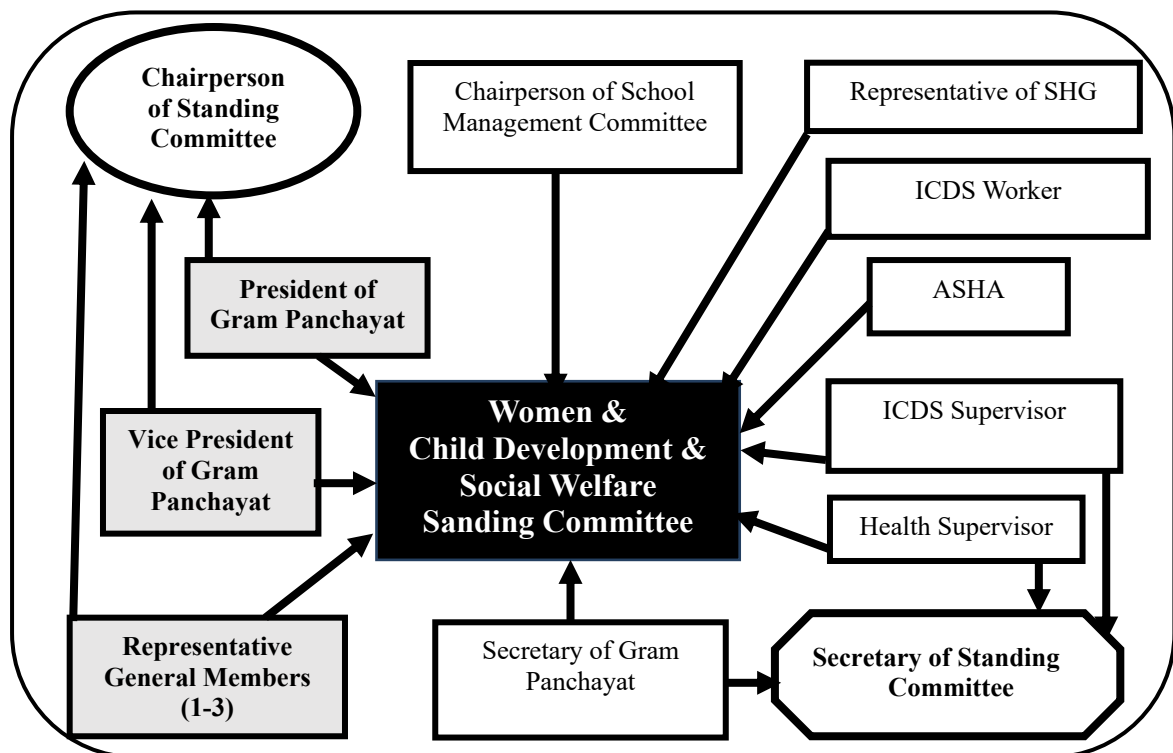 Chairperson
of Standing
Committee
Chairperson of School
Management Committee
Representative of SHG
ICDS Worker
President of
Gram Panchayat
ASHA
Women &
Child Development &
Social Welfare
Sanding Committee
ICDS Supervisor
Vice President
of Gram
Panchayat
Health Supervisor
Representative
General Members
(1-3)
Secretary of Gram
Panchayat
Secretary of Standing
Committee